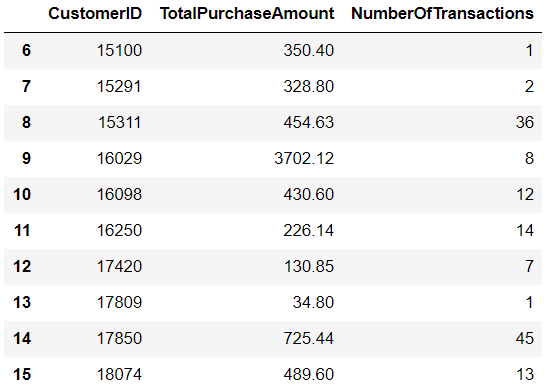 CustomerID TotalPurchaseAmount NumberOfTransactions
6 15100 350.40 1
7 15291 328.80 2
8 15311 454.63 36
9 16029 3702.12 8
10 16098 430.60 12
11 16250 226.14 14
12 17420 130.85 7
13 17809 34.80 1
14 17850 725.44 45
15 18074 489.60 13